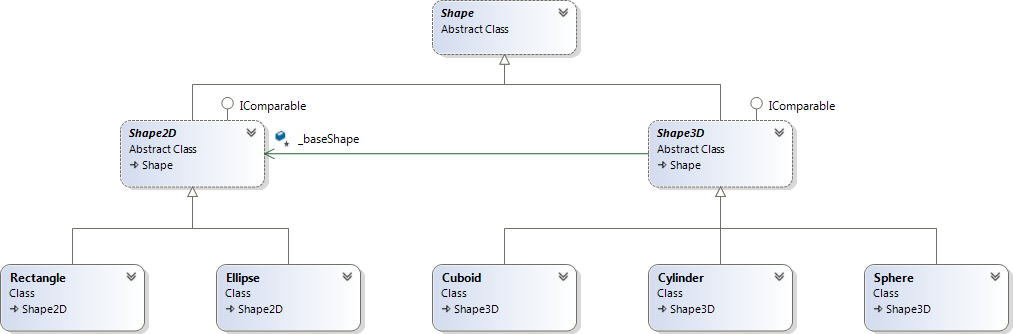 Shape
Abstract Class
IComparable
IComparable
Shape2D
Abstract Class
Shape
_baseShape
Shape3D
Abstract Class
Shape
Rectangle
Class
Shape2D
Ellipse
Class
Shape2D
Cuboid
Class
Shape3D
Cylinder
Class
Shape3D
Sphere
Class
Shape3D